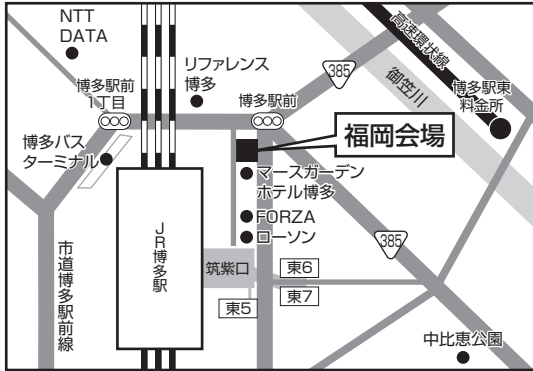 NTT
DATA
リファレンス
博多
385
高速環状線
御笠川
博多駅東
料金所
博多駅前
1丁目
博多駅前
福岡会場
博多バス
ターミナル
マースガーデン
ホテル博多
FORZA
ローソン
JR博多駅
市道博多駅前線
筑紫口
東6
東7
東5
385
中比恵公園